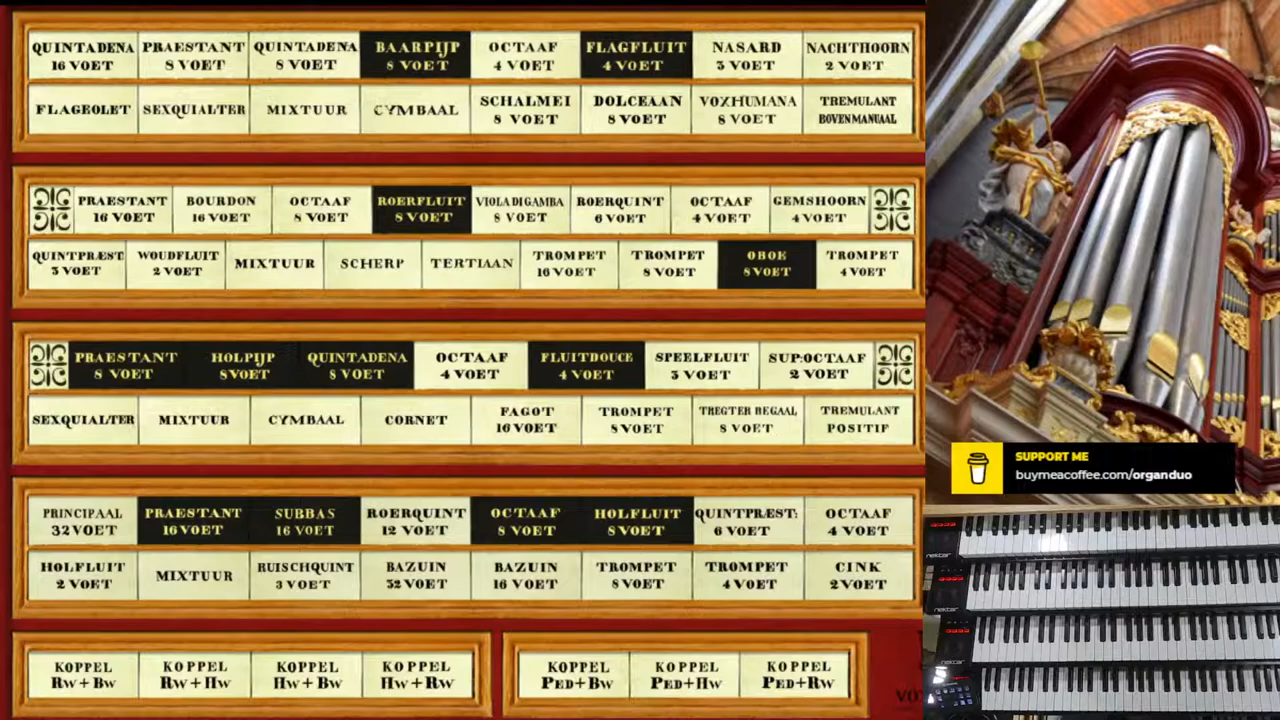 QUINTADENA PRAESTANT QUINTADENA BAARPIJP OCTAAF FLAGFLUIT NASARD NACHTHOORN
16 VOET 8 VOET 8 VOET 8 VOET 4 VOET 4 VOET 3 VOET 2 VOET
FLAGEOLET SEXQUIALTER MIXTUUR CYMBAAL SCHALMEI DOLCEAAN VOXHUMANA TREMULANT
8 VOET 8 VOET 8 VOET BOVENMANUAAL
PRAESTANT BOURDON OCTAAF ROERFLUIT VIOLA DI GAMBA ROERQUINT OCTAAF GEMSHOORN
16 VOET 16 VOET 8 VOET 8 VOET 8 VOET 6 VOET 4 VOET 4 VOET
QUINTPRÆST WOUDFLUIT MIXTUUR SCHERP TERTIAAN TROMPET TROMPET OBOE TROMPET
3 VOET 2 VOET 16 VOET 8 VOET 8 VOET 4 VOET
PRAESTANT HOLPIJP QUINTADENA OCTAAF FLUITDOUCE SPEELFLUIT SUP:OCTAAF
8 VOET 8 VOET 8 VOET 4 VOET 4 VOET 3 VOET 2 VOET
SEXQUIALTER MIXTUUR CYMBAAL CORNET FAGOT TROMPET TREGTER REGAAL TREMULANT
16 VOET 8 VOET 8 VOET POSITIF
PRINCIPAAL PRAESTANT SUBBAS ROERQUINT OCTAAF HOLFLUIT QUINTPRÆST: OCTAAF
32 VOET 16 VOET 16 VOET 12 VOET 8 VOET 8 VOET 6 VOET 4 VOET
HOLFLUIT MIXTUUR RUISCHQUINT BAZUIN BAZUIN TROMPET TROMPET CINK
2 VOET 3 VOET 32 VOET 16 VOET 8 VOET 4 VOET 2 VOET
KOPPEL KOPPEL KOPPEL KOPPEL KOPPEL KOPPEL KOPPEL
RW+BW RW+HW HW+BW HW+RW PED+BW PED+HW PED+RW
SUPPORT ME
buymeacoffee.com/organduo
nektar
nektar
nektar